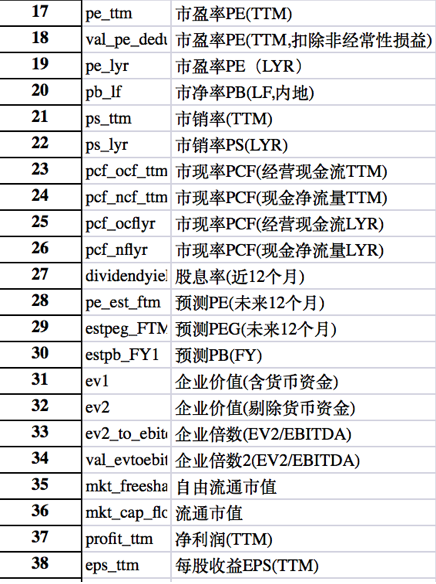 17 pe_ttm 市盈率PE(TTM)
18 val_pe_dedu 市盈率PE(TTM,扣除非经常性损益)
19 pe_lyr 市盈率PE（LYR）
20 pb_lf 市净率PB(LF,内地)
21 ps_ttm 市销率(TTM)
22 ps_lyr 市销率PS(LYR)
23 pcf_ocf_ttm 市现率PCF(经营现金流TTM)
24 pcf_ncf_ttm 市现率PCF(现金净流量TTM)
25 pcf_ocflyr 市现率PCF(经营现金流LYR)
26 pcf_nflyr 市现率PCF(现金净流量LYR)
27 dividendyiel 股息率(近12个月)
28 pe_est_ftm 预测PE(未来12个月)
29 estpeg_FTM 预测PEG(未来12个月)
30 estpb_FY1 预测PB(FY)
31 ev1 企业价值(含货币资金)
32 ev2 企业价值(剔除货币资金)
33 ev2_to_ebitd 企业倍数(EV2/EBITDA)
34 val_evtoebit 企业倍数2(EV2/EBITDA)
35 mkt_freesha 自由流通市值
36 mkt_cap_flo 流通市值
37 profit_ttm 净利润(TTM)
38 eps_ttm 每股收益EPS(TTM)